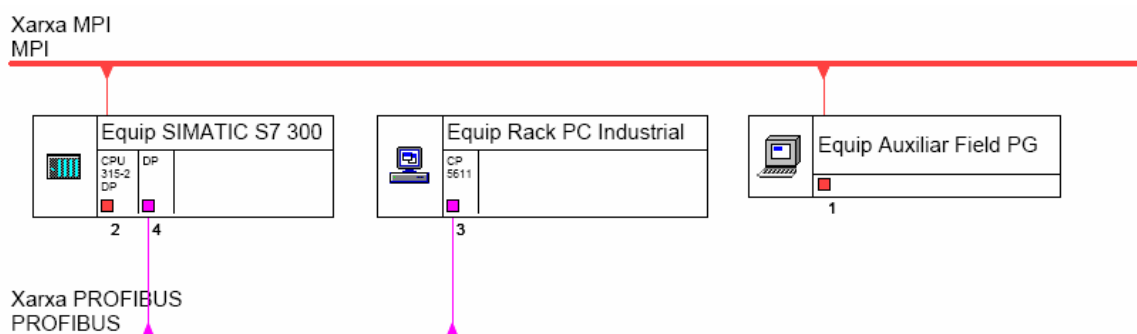 Xarxa MPI
MPI
Equip SIMATIC S7 300
CPU
315-2
DP
DP
2
4
Equip Rack PC Industrial
CP
5611
3
Equip Auxiliar Field PG
1
Xarxa PROFIBUS
PROFIBUS